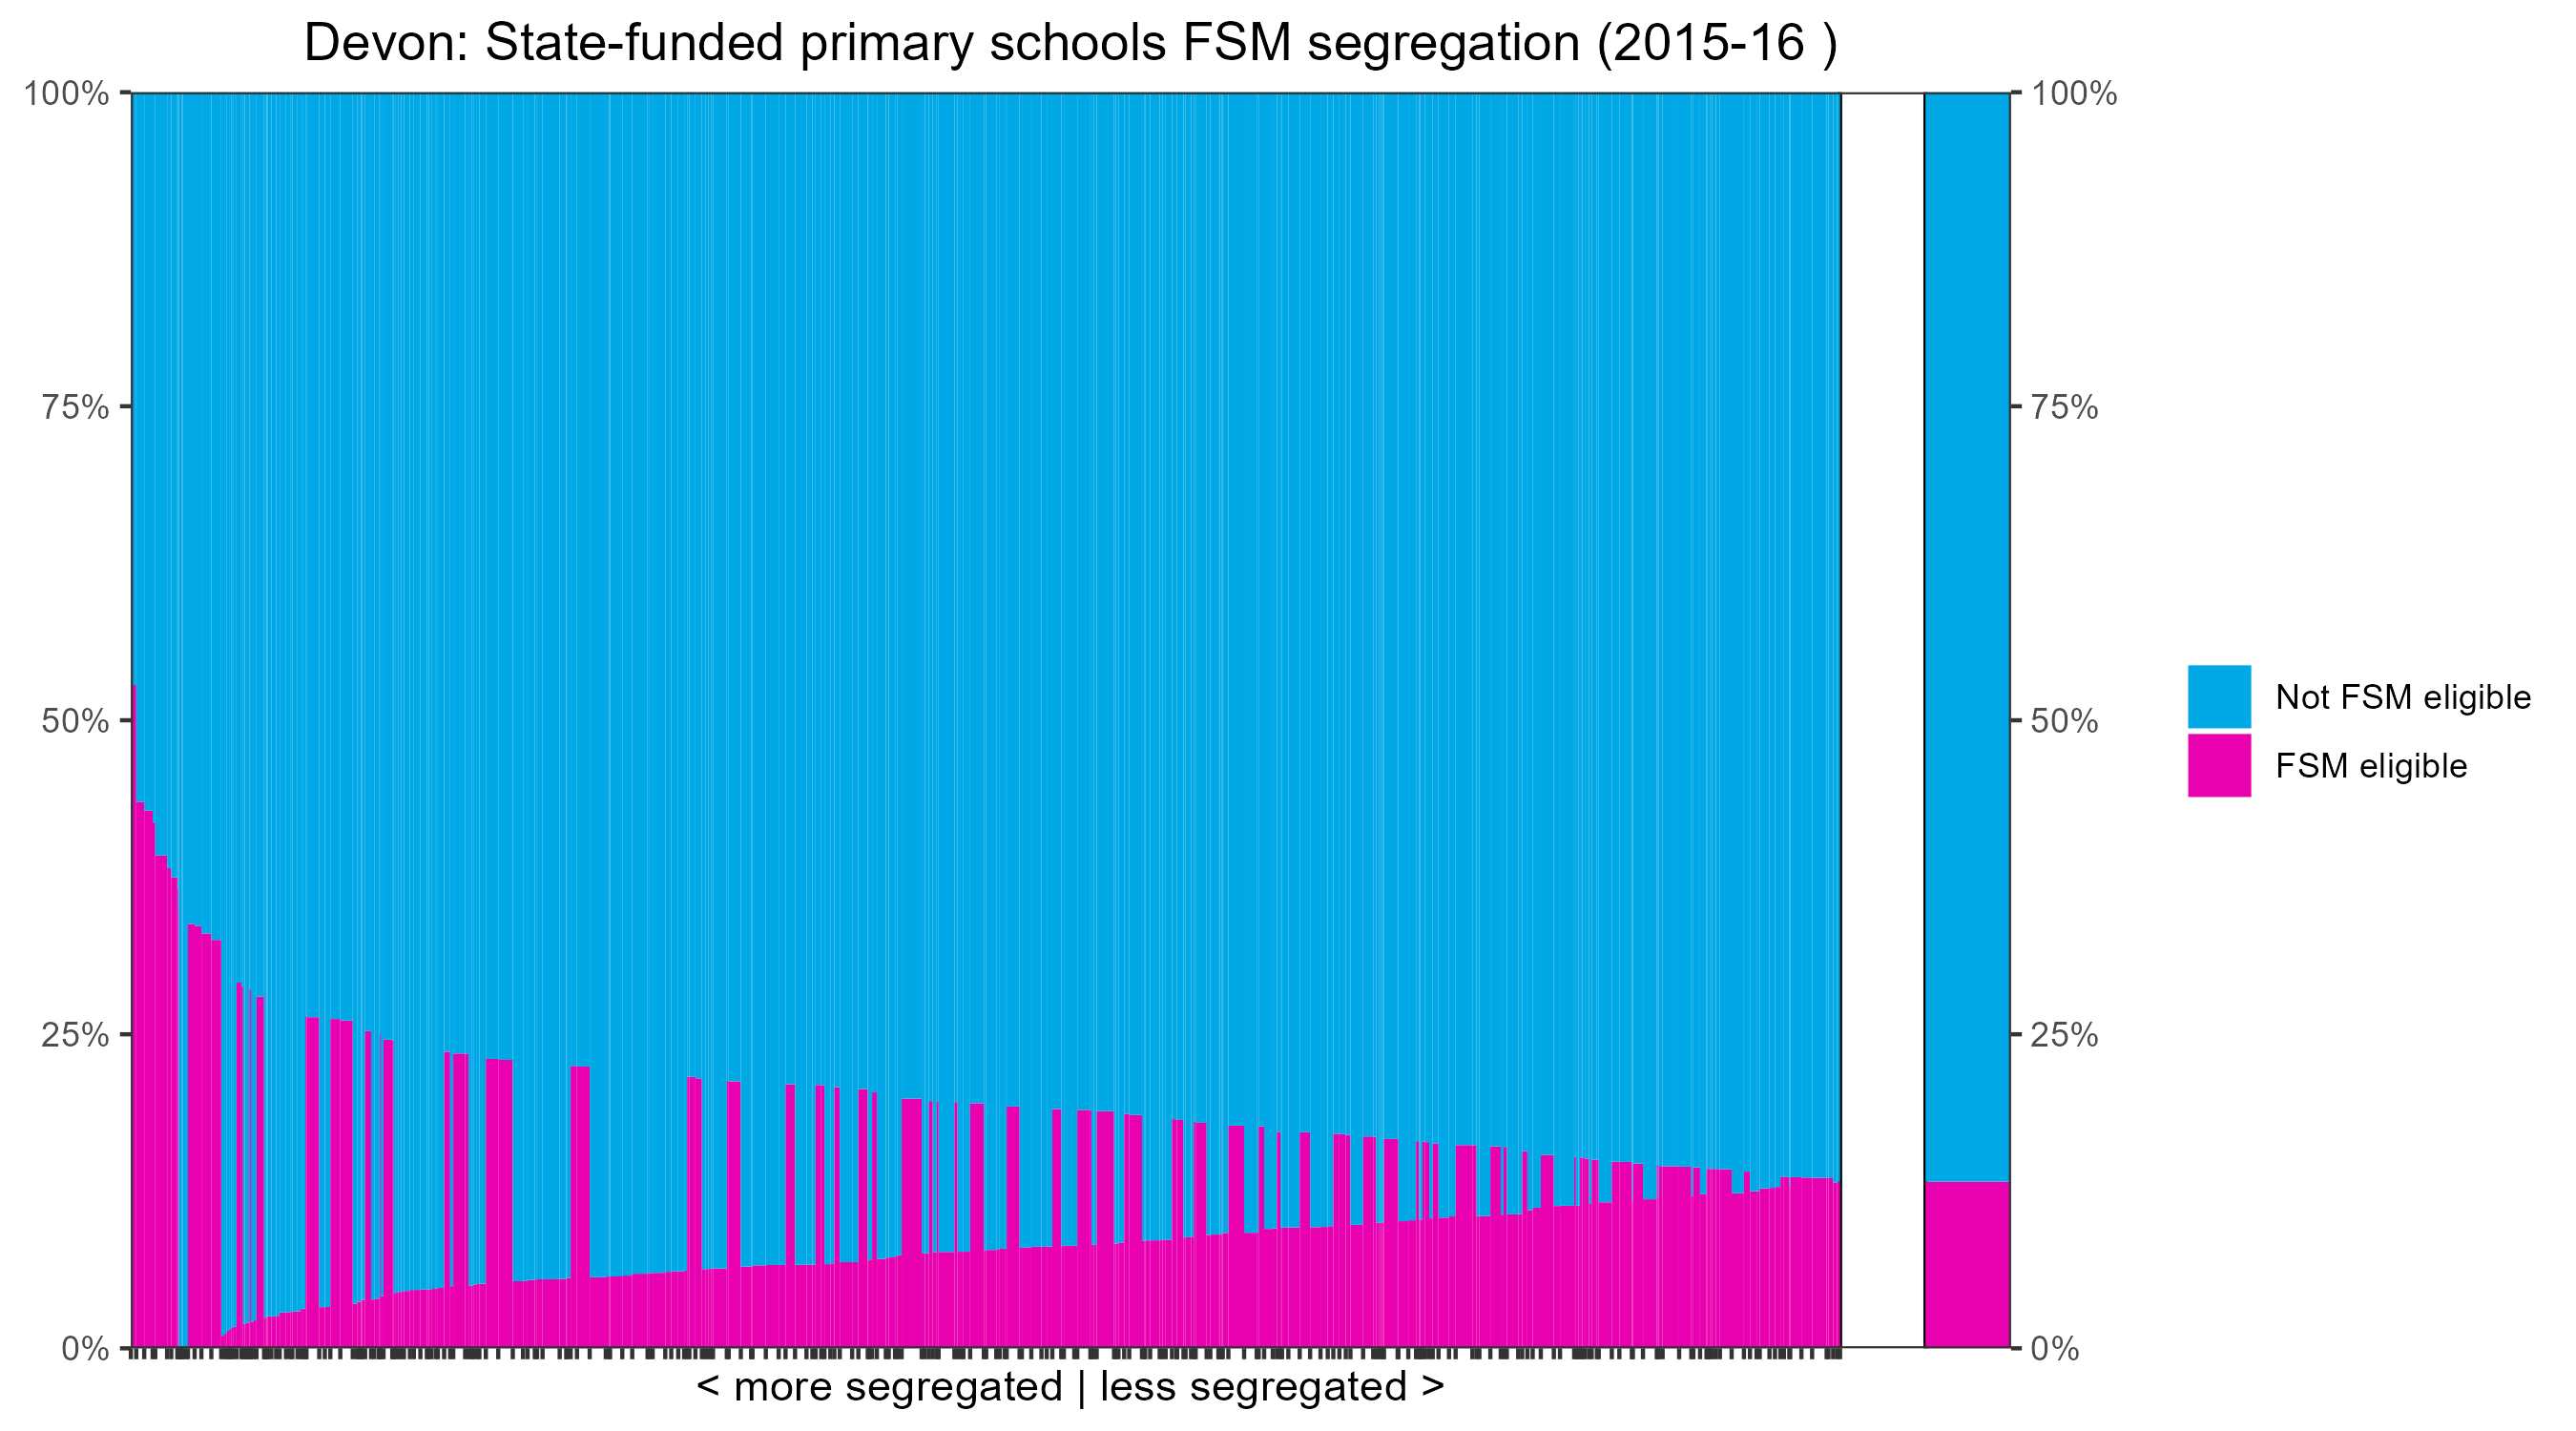 Devon: State-funded primary schools FSM segregation (2015-16 )
100%
75%
50%
25%
0%
100%
75%
50%
25%
0%
Not FSM eligible
FSM eligible
< more segregated | less segregated >